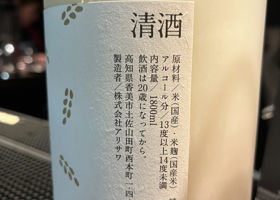 清酒
原材料／米（国産）・米麹（国産米）
アルコール分／13度以上14度未満
内容量／1800ml
飲酒は20歳になってから。
高知県香美市土佐山田町西本町一-四
製造者／株式会社アリサワ